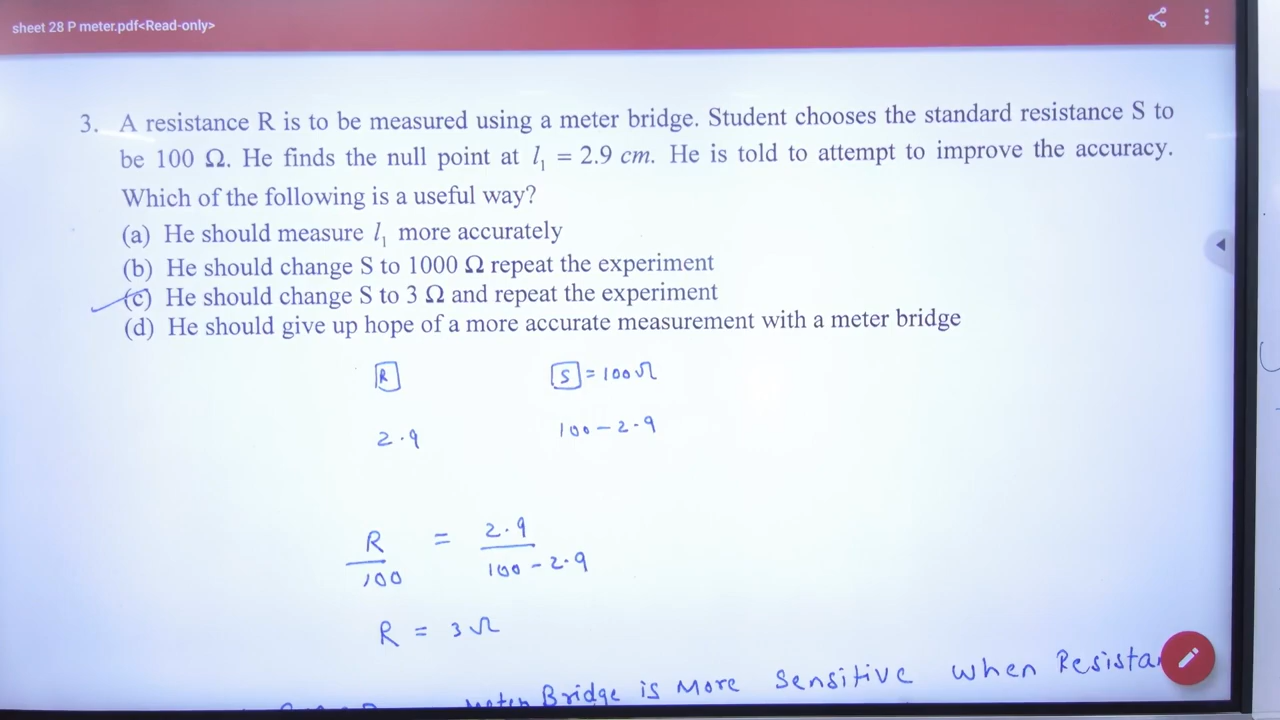 sheet 28 P meter.pdf<Read-only>
3. A resistance R is to be measured using a meter bridge. Student chooses the standard resistance S to
be 100 Ω. He finds the null point at l₁ = 2.9 cm. He is told to attempt to improve the accuracy.
Which of the following is a useful way?
(a) He should measure l₁ more accurately
(b) He should change S to 1000 Ω repeat the experiment
(c) He should change S to 3 Ω and repeat the experiment
(d) He should give up hope of a more accurate measurement with a meter bridge
R S = 100 Ω
2.9 100 - 2.9
R/100 = 2.9/(100 - 2.9)
R = 3 Ω
Meter Bridge is More Sensitive when Resista